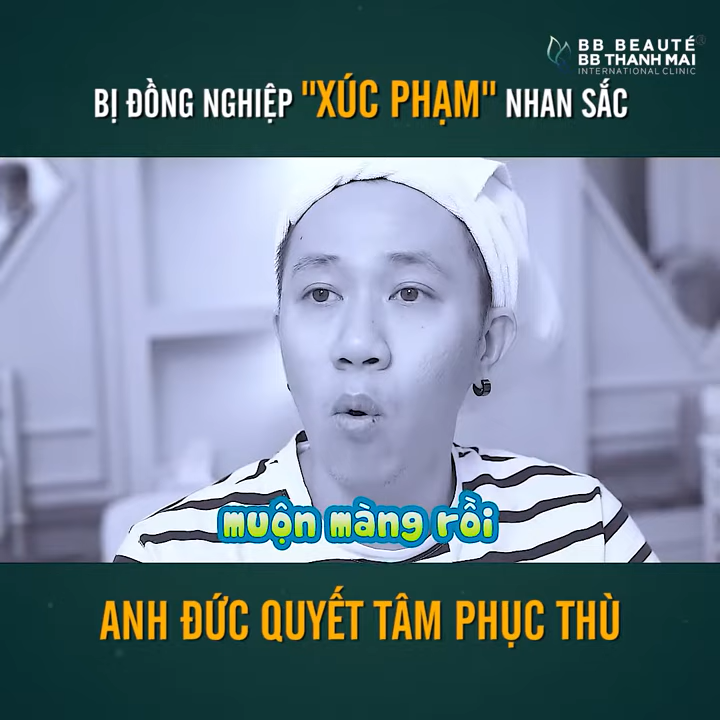 BB BEAUTÉ
BB THANH MAI
INTERNATIONAL CLINIC
BỊ ĐỒNG NGHIỆP "XÚC PHẠM" NHAN SẮC
muộn màng rồi
ANH ĐỨC QUYẾT TÂM PHỤC THÙ